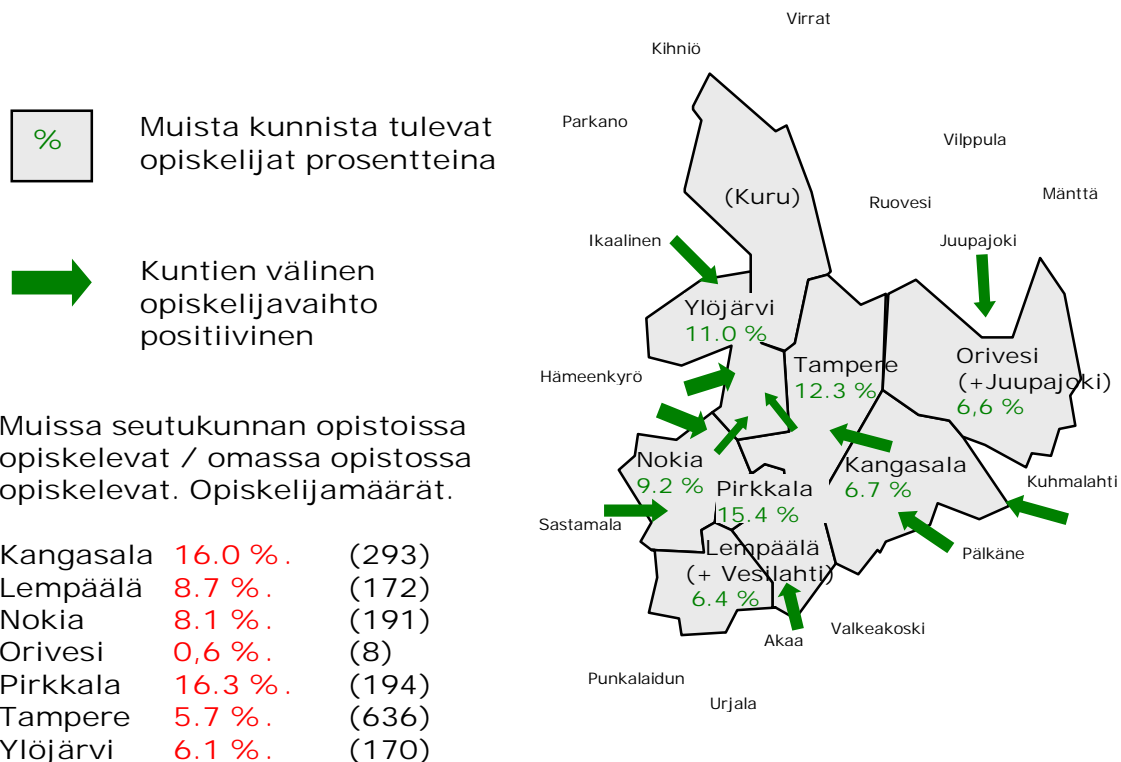 %
Muista kunnista tulevat
opiskelijat prosentteina
Kuntien välinen
opiskelijavaihto
positiivinen
Muissa seutukunnan opistoissa
opiskelevat / omassa opistossa
opiskelevat. Opiskelijamäärät.
Kangasala 16.0 %. (293)
Lempäälä 8.7 %. (172)
Nokia 8.1 %. (191)
Orivesi 0,6 %. (8)
Pirkkala 16.3 %. (194)
Tampere 5.7 %. (636)
Ylöjärvi 6.1 %. (170)
Virrat
Kihniö
Parkano
Vilppula
(Kuru)
Ruovesi
Mänttä
Ikaalinen
Juupajoki
Ylöjärvi
11.0 %
Tampere
12.3 %
Orivesi
(+Juupajoki)
6,6 %
Hämeenkyrö
Nokia
9.2 %
Pirkkala
15.4 %
Kangasala
6.7 %
Kuhmalahti
Sastamala
Lempäälä
(+ Vesilahti)
6.4 %
Pälkäne
Akaa
Valkeakoski
Punkalaidun
Urjala